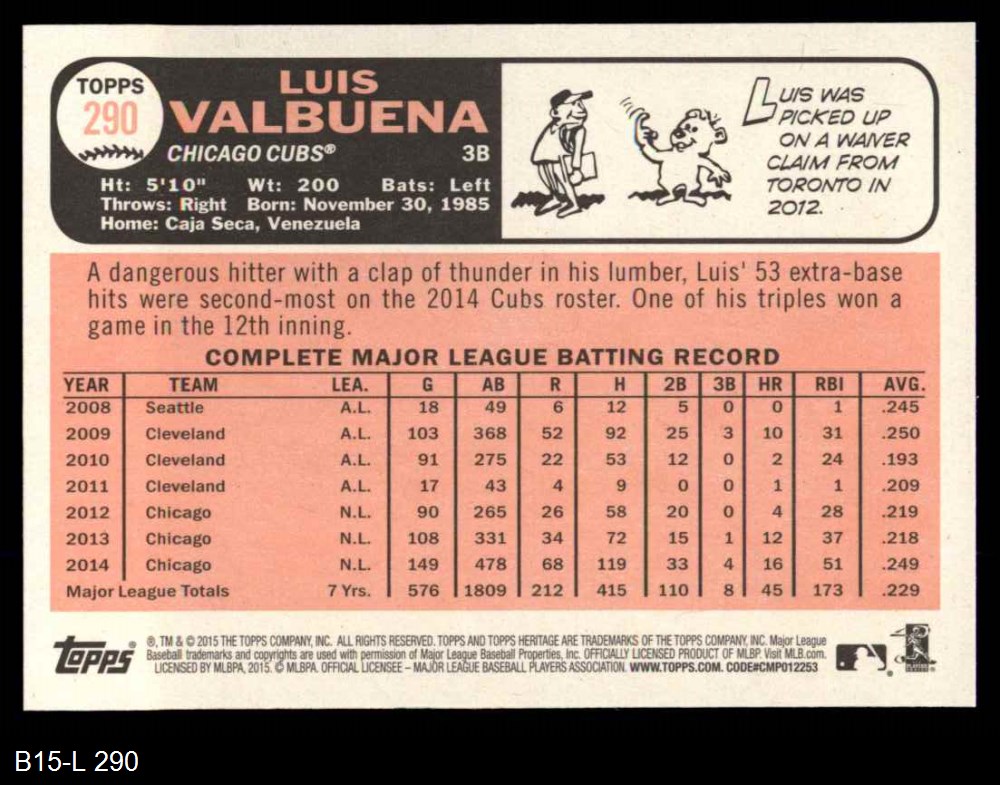 TOPPS
290
LUIS
VALBUENA
CHICAGO CUBS® 3B
Ht: 5'10" Wt: 200 Bats: Left
Throws: Right Born: November 30, 1985
Home: Caja Seca, Venezuela
LUIS WAS
PICKED UP
ON A WAIVER
CLAIM FROM
TORONTO IN
2012.
A dangerous hitter with a clap of thunder in his lumber, Luis' 53 extra-base
hits were second-most on the 2014 Cubs roster. One of his triples won a
game in the 12th inning.
COMPLETE MAJOR LEAGUE BATTING RECORD
YEAR TEAM LEA. G AB R H 2B 3B HR RBI AVG.
2008 Seattle A.L. 18 49 6 12 5 0 0 1 .245
2009 Cleveland A.L. 103 368 52 92 25 3 10 31 .250
2010 Cleveland A.L. 91 275 22 53 12 0 2 24 .193
2011 Cleveland A.L. 17 43 4 9 0 0 1 1 .209
2012 Chicago N.L. 90 265 26 58 20 0 4 28 .219
2013 Chicago N.L. 108 331 34 72 15 1 12 37 .218
2014 Chicago N.L. 149 478 68 119 33 4 16 51 .249
Major League Totals 7 Yrs. 576 1809 212 415 110 8 45 173 .229
Topps®
®, TM & © 2015 THE TOPPS COMPANY, INC. ALL RIGHTS RESERVED. TOPPS AND TOPPS HERITAGE ARE TRADEMARKS OF THE TOPPS COMPANY, INC. Major League
Baseball trademarks and copyrights are used with permission of Major League Baseball Properties, Inc. OFFICIALLY LICENSED PRODUCT OF MLBP. Visit MLB.com.
LICENSED BY MLBPA, 2015. © MLBPA. OFFICIAL LICENSEE – MAJOR LEAGUE BASEBALL PLAYERS ASSOCIATION. WWW.TOPPS.COM. CODE#CMP012253
B15-L 290